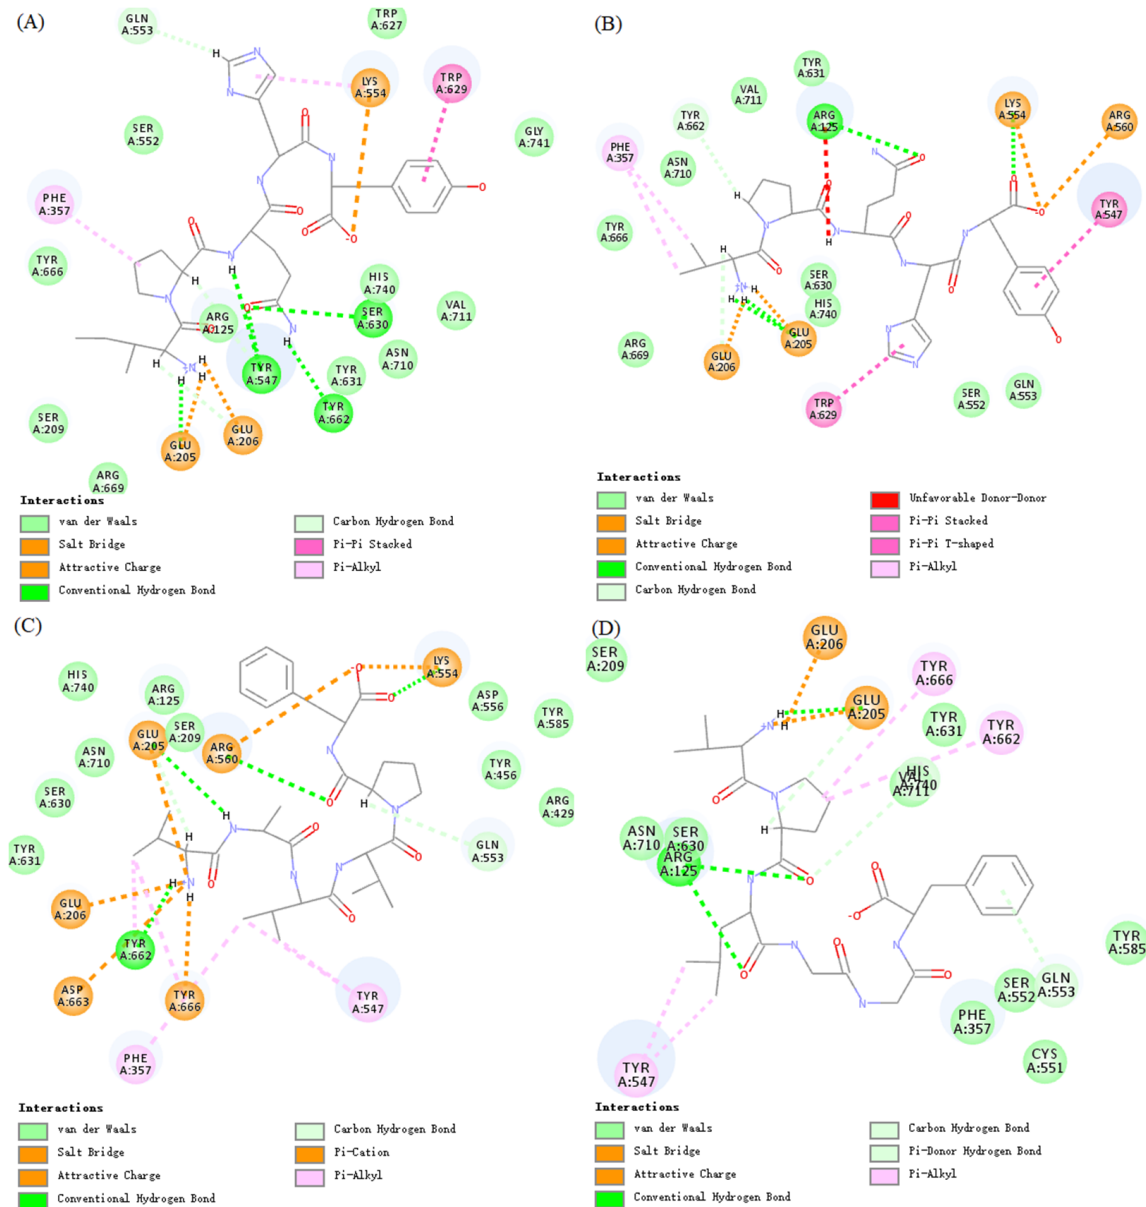 (A)
GLN
A:553
TRP
A:627
LYS
A:554
TRP
A:629
SER
A:552
GLY
A:741
PHE
A:357
TYR
A:666
HIS
A:740
VAL
A:711
ARG
A:125
SER
A:630
ASN
A:710
TYR
A:547
TYR
A:631
TYR
A:662
SER
A:209
GLU
A:205
GLU
A:206
ARG
A:669
H
N
N
O
N
N
O
O
O
-O
O
O
N
H
H
O
N
H
N
O
H
N+
H
H
H
Interactions
van der Waals
Salt Bridge
Attractive Charge
Conventional Hydrogen Bond
Carbon Hydrogen Bond
Pi-Pi Stacked
Pi-Alkyl
(B)
TYR
A:631
VAL
A:711
TYR
A:662
ARG
A:125
LYS
A:554
ARG
A:560
PHE
A:357
ASN
A:710
TYR
A:547
TYR
A:666
SER
A:630
HIS
A:740
ARG
A:669
GLU
A:206
GLU
A:205
TRP
A:629
SER
A:552
GLN
A:553
N
O
H
N
O
N
H
O
O
N
O
N
O
O-
H
N+
H
H
H
N
N
O
Interactions
van der Waals
Salt Bridge
Attractive Charge
Conventional Hydrogen Bond
Carbon Hydrogen Bond
Unfavorable Donor-Donor
Pi-Pi Stacked
Pi-Pi T-shaped
Pi-Alkyl
(C)
HIS
A:740
ARG
A:125
LYS
A:554
ASP
A:556
TYR
A:585
GLU
A:205
SER
A:209
ARG
A:560
ASN
A:710
TYR
A:456
SER
A:630
ARG
A:429
TYR
A:631
GLN
A:553
GLU
A:206
TYR
A:662
ASP
A:663
TYR
A:666
TYR
A:547
PHE
A:357
-O
O
N
O
H
N
O
H
N
O
H
O
N
O
H
N
H
Interactions
van der Waals
Salt Bridge
Attractive Charge
Conventional Hydrogen Bond
Carbon Hydrogen Bond
Pi-Cation
Pi-Alkyl
(D)
GLU
A:206
SER
A:209
TYR
A:666
GLU
A:205
TYR
A:631
TYR
A:662
HIS
A:740
VAL
A:711
ASN
A:710
SER
A:630
ARG
A:125
TYR
A:585
SER
A:552
GLN
A:553
PHE
A:357
CYS
A:551
TYR
A:547
H
N+
H
O
N
H
O
N
O
-O
O
N
O
N
O
N
O
Interactions
van der Waals
Salt Bridge
Attractive Charge
Conventional Hydrogen Bond
Carbon Hydrogen Bond
Pi-Donor Hydrogen Bond
Pi-Alkyl